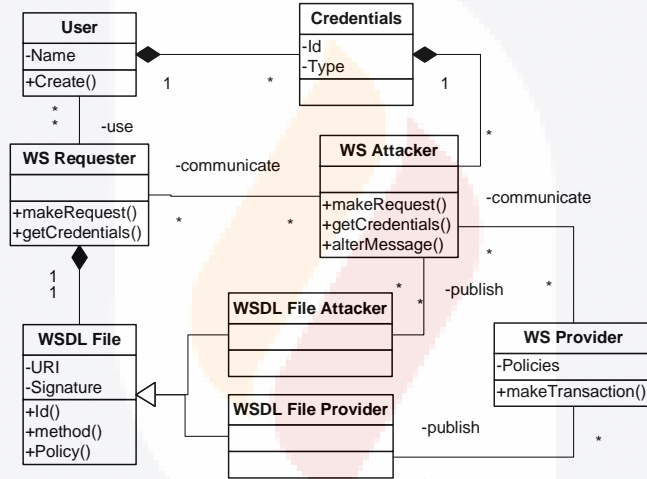 User
-Name
+Create()
Credentials
-Id
-Type
1
*
1
*
*
*
-use
WS Requester
+makeRequest()
+getCredentials()
-communicate
*
*
WS Attacker
+makeRequest()
+getCredentials()
+alterMessage()
-communicate
*
*
1
1
*
*
-publish
WSDL File Attacker
WSDL File
-URI
-Signature
+Id()
+method()
+Policy()
WS Provider
-Policies
+makeTransaction()
WSDL File Provider
-publish
*